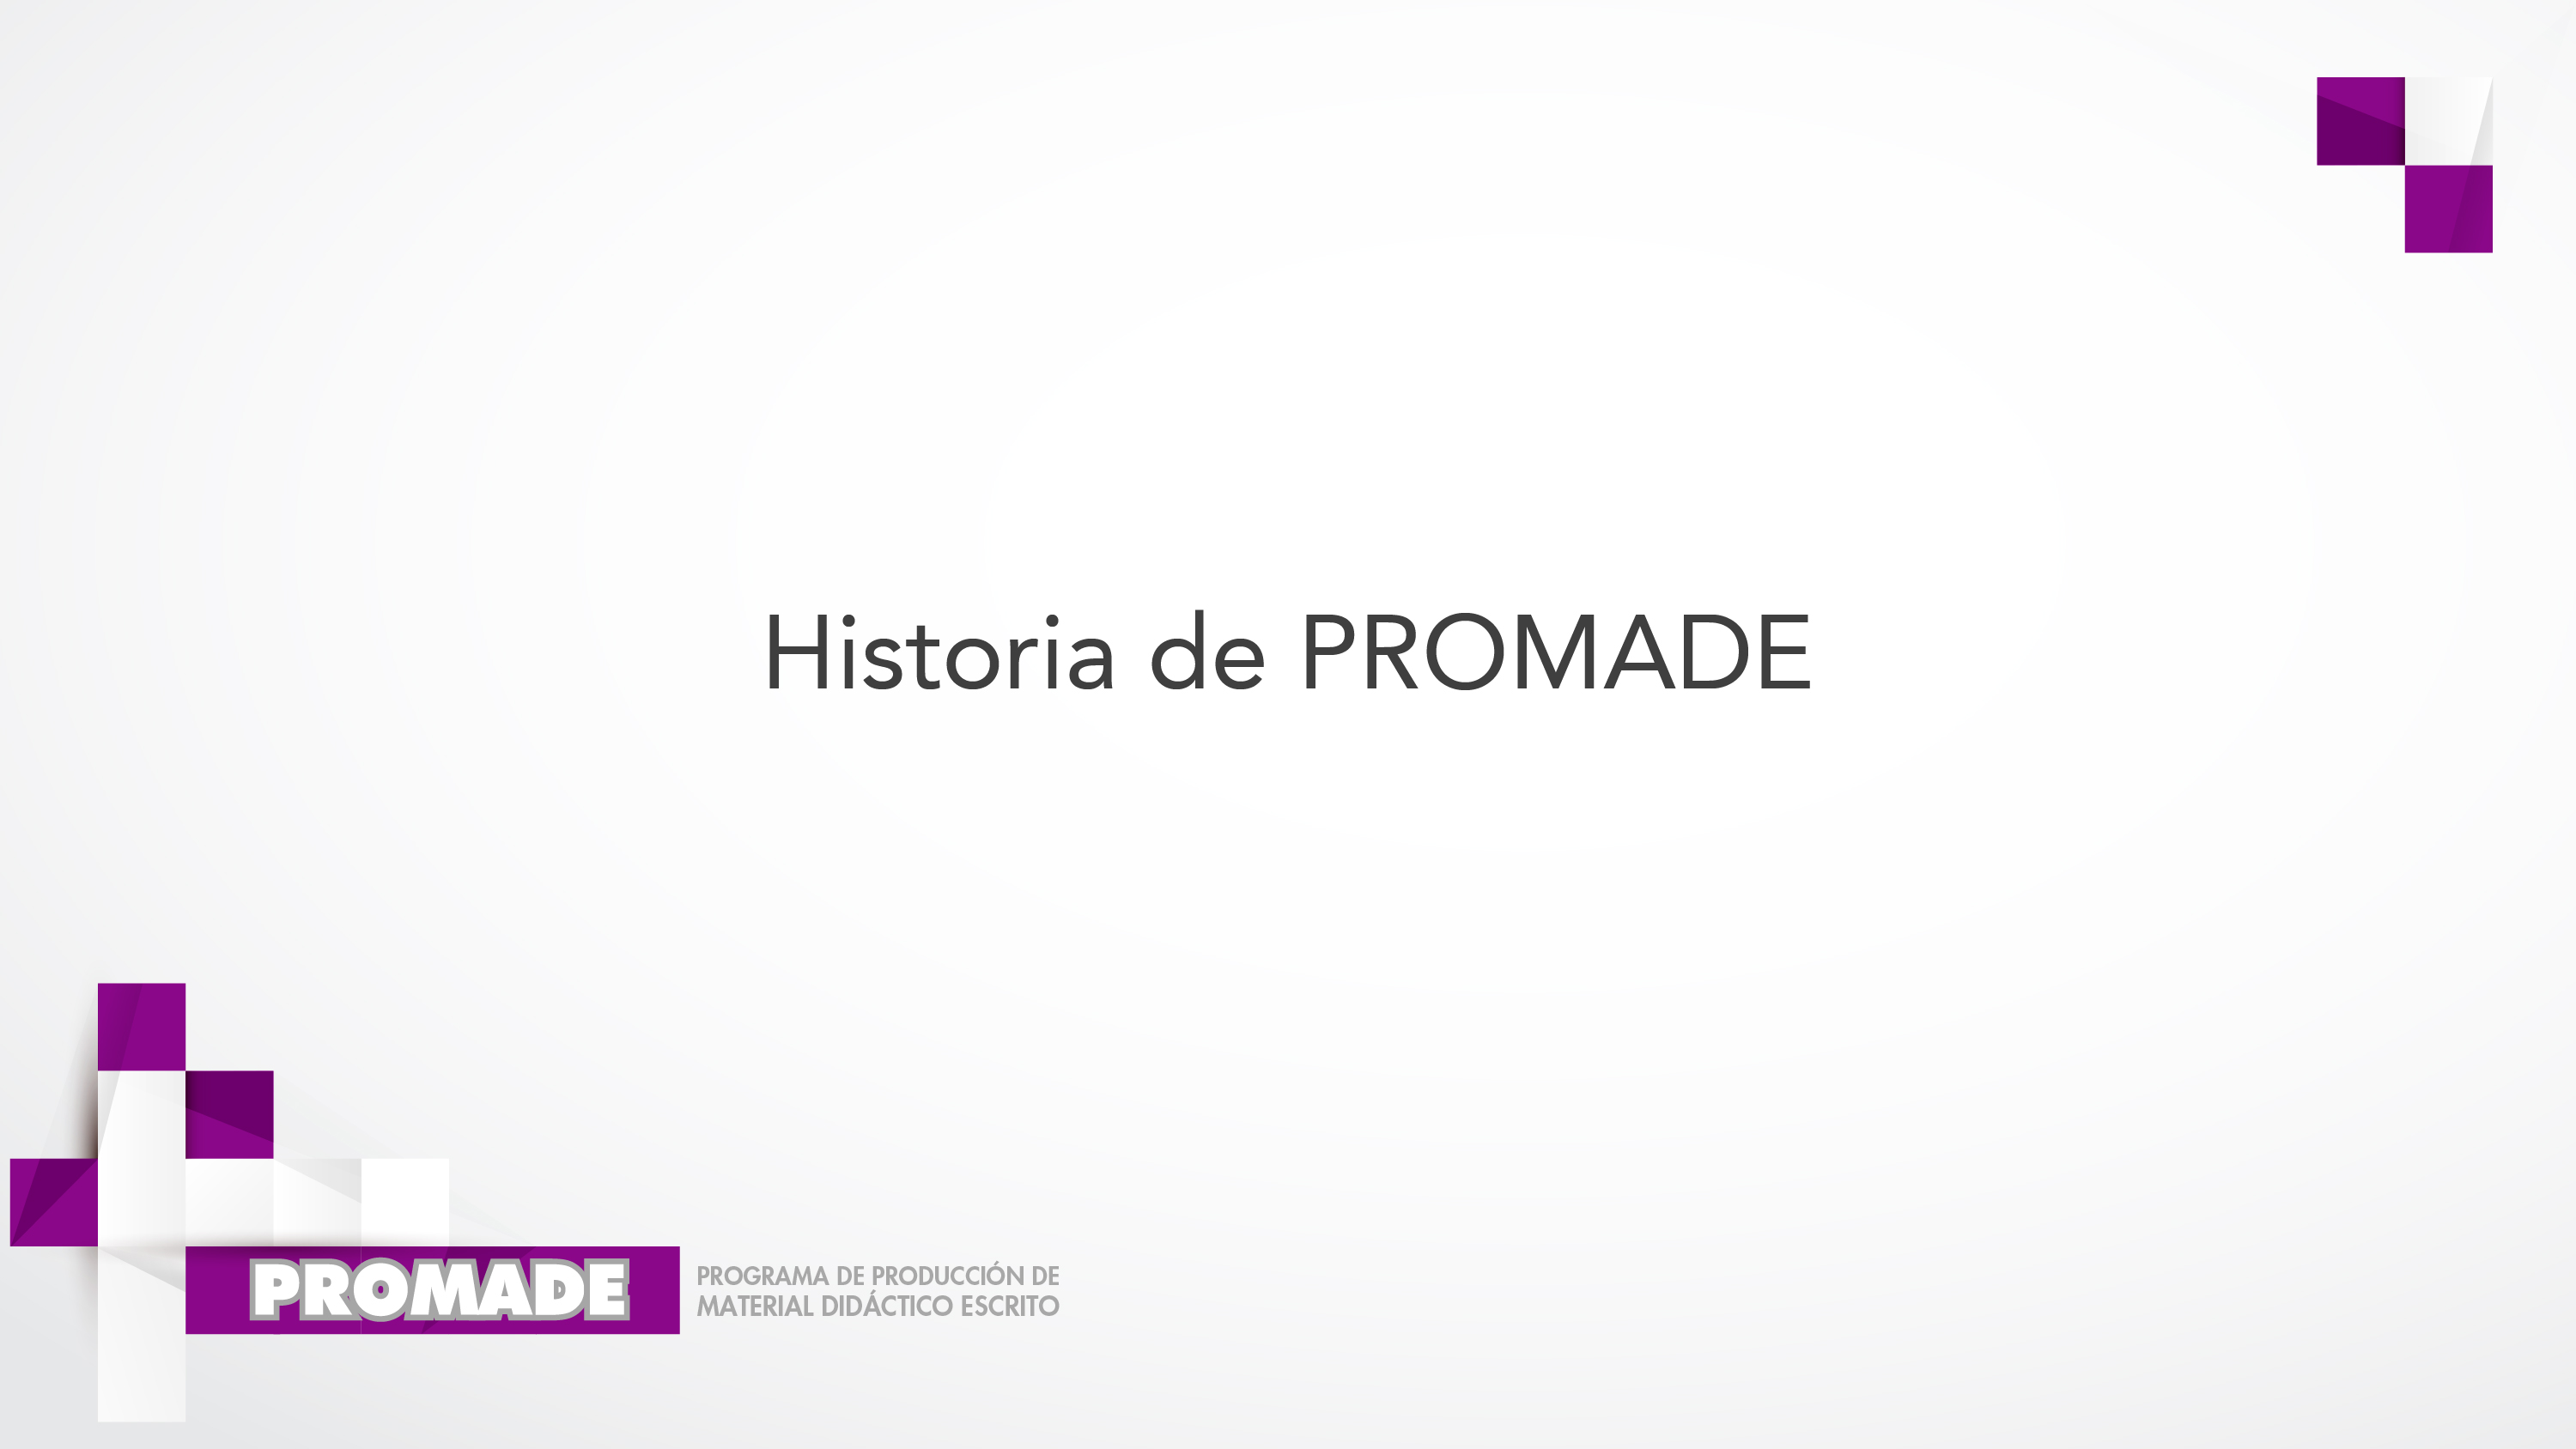 Historia de PROMADE
PROMADE
PROGRAMA DE PRODUCCIÓN DE
MATERIAL DIDÁCTICO ESCRITO